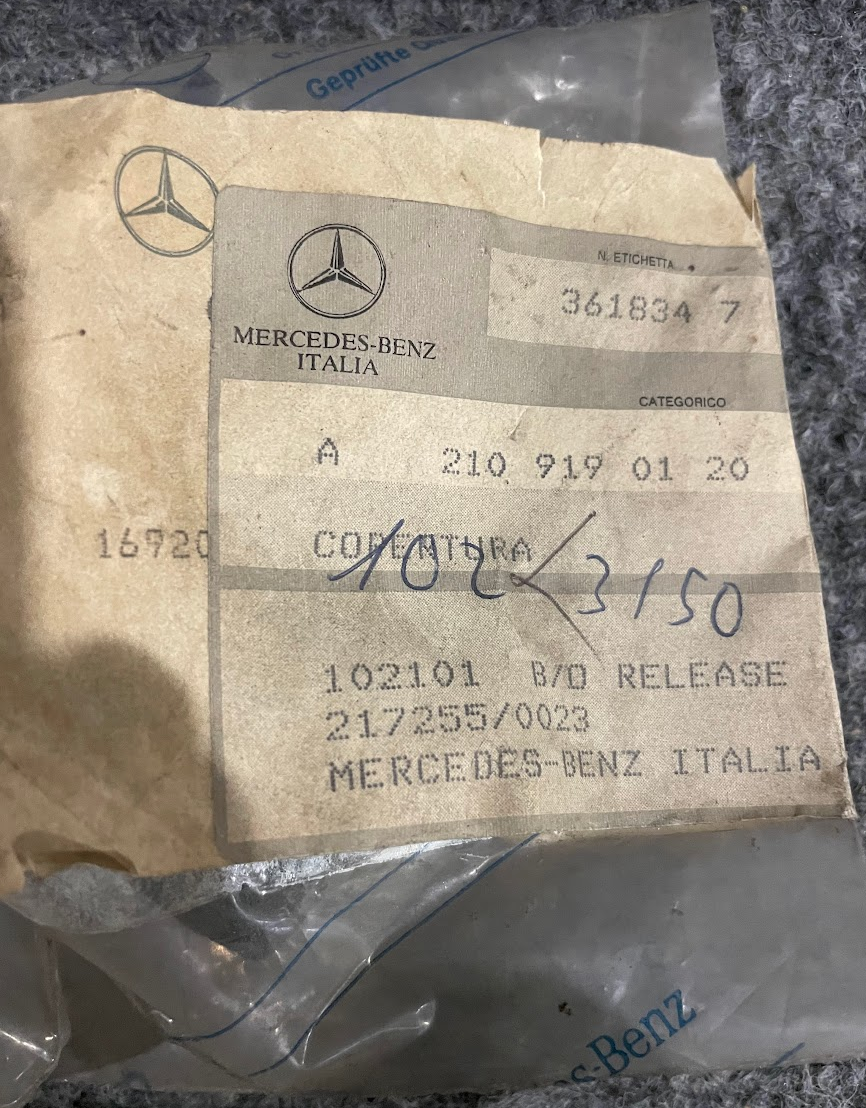 Geprüfte
MERCEDES-BENZ
ITALIA
N. ETICHETTA
361834 7
CATEGORICO
A 210 919 01 20
16920
COPERTURA
102 < 3150
102101 B/O RELEASE
217255/0023
MERCEDES-BENZ ITALIA
s-Benz